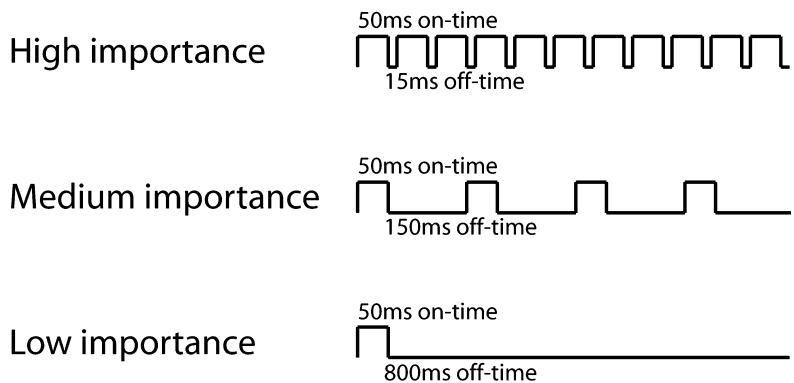 High importance
50ms on-time
15ms off-time
Medium importance
50ms on-time
150ms off-time
Low importance
50ms on-time
800ms off-time